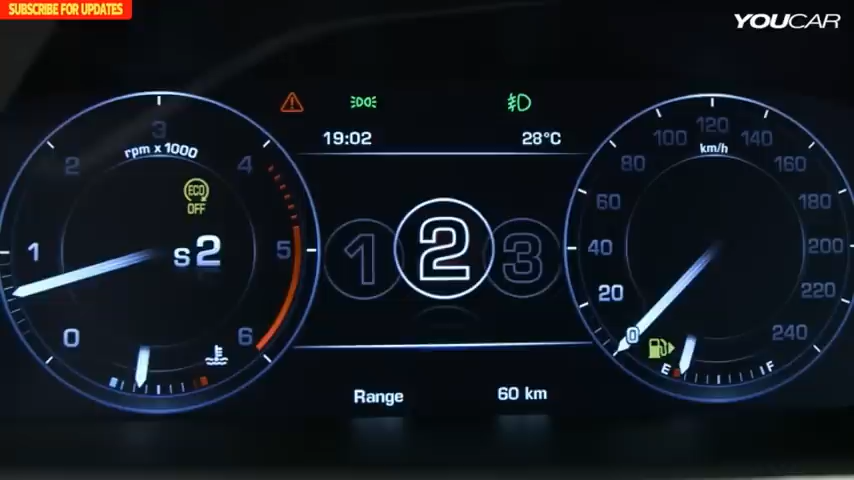 SUBSCRIBE FOR UPDATES
YOUCAR
19:02
28°C
0
1
2
3
4
5
6
rpm x 1000
ECO
OFF
S2
1
2
3
0
20
40
60
80
100
120
140
160
180
200
220
240
km/h
E
F
Range
60 km